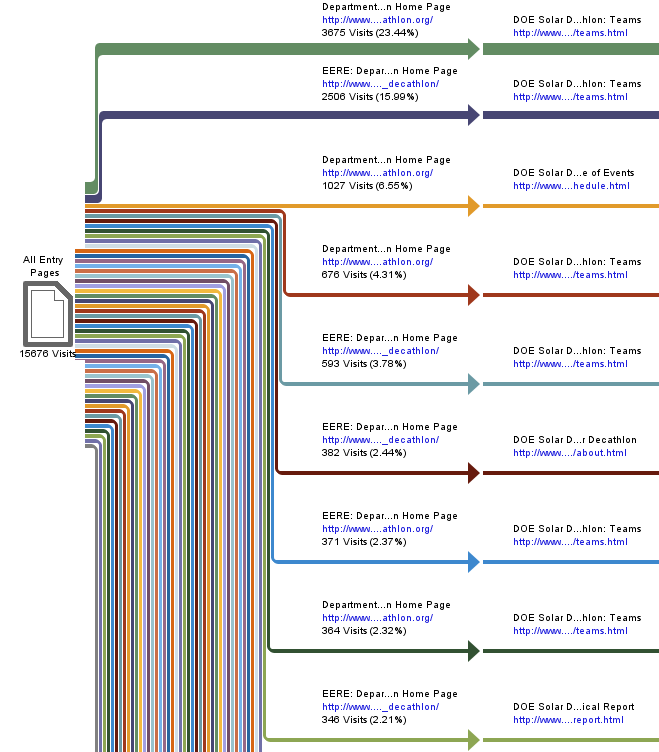 Department...n Home Page
http://www....athlon.org/
3675 Visits (23.44%)
DOE Solar D...hlon: Teams
http://www..../teams.html
EERE: Depar...n Home Page
http://www...._decathlon/
2506 Visits (15.99%)
DOE Solar D...hlon: Teams
http://www..../teams.html
Department...n Home Page
http://www....athlon.org/
1027 Visits (6.55%)
DOE Solar D...e of Events
http://www....hedule.html
All Entry
Pages
15676 Visits
Department...n Home Page
http://www....athlon.org/
676 Visits (4.31%)
DOE Solar D...hlon: Teams
http://www..../teams.html
EERE: Depar...n Home Page
http://www...._decathlon/
593 Visits (3.78%)
DOE Solar D...hlon: Teams
http://www..../teams.html
EERE: Depar...n Home Page
http://www...._decathlon/
382 Visits (2.44%)
DOE Solar D...r Decathlon
http://www..../about.html
EERE: Depar...n Home Page
http://www....athlon.org/
371 Visits (2.37%)
DOE Solar D...hlon: Teams
http://www..../teams.html
Department...n Home Page
http://www....athlon.org/
364 Visits (2.32%)
DOE Solar D...hlon: Teams
http://www..../teams.html
EERE: Depar...n Home Page
http://www...._decathlon/
346 Visits (2.21%)
DOE Solar D...ical Report
http://www....report.html